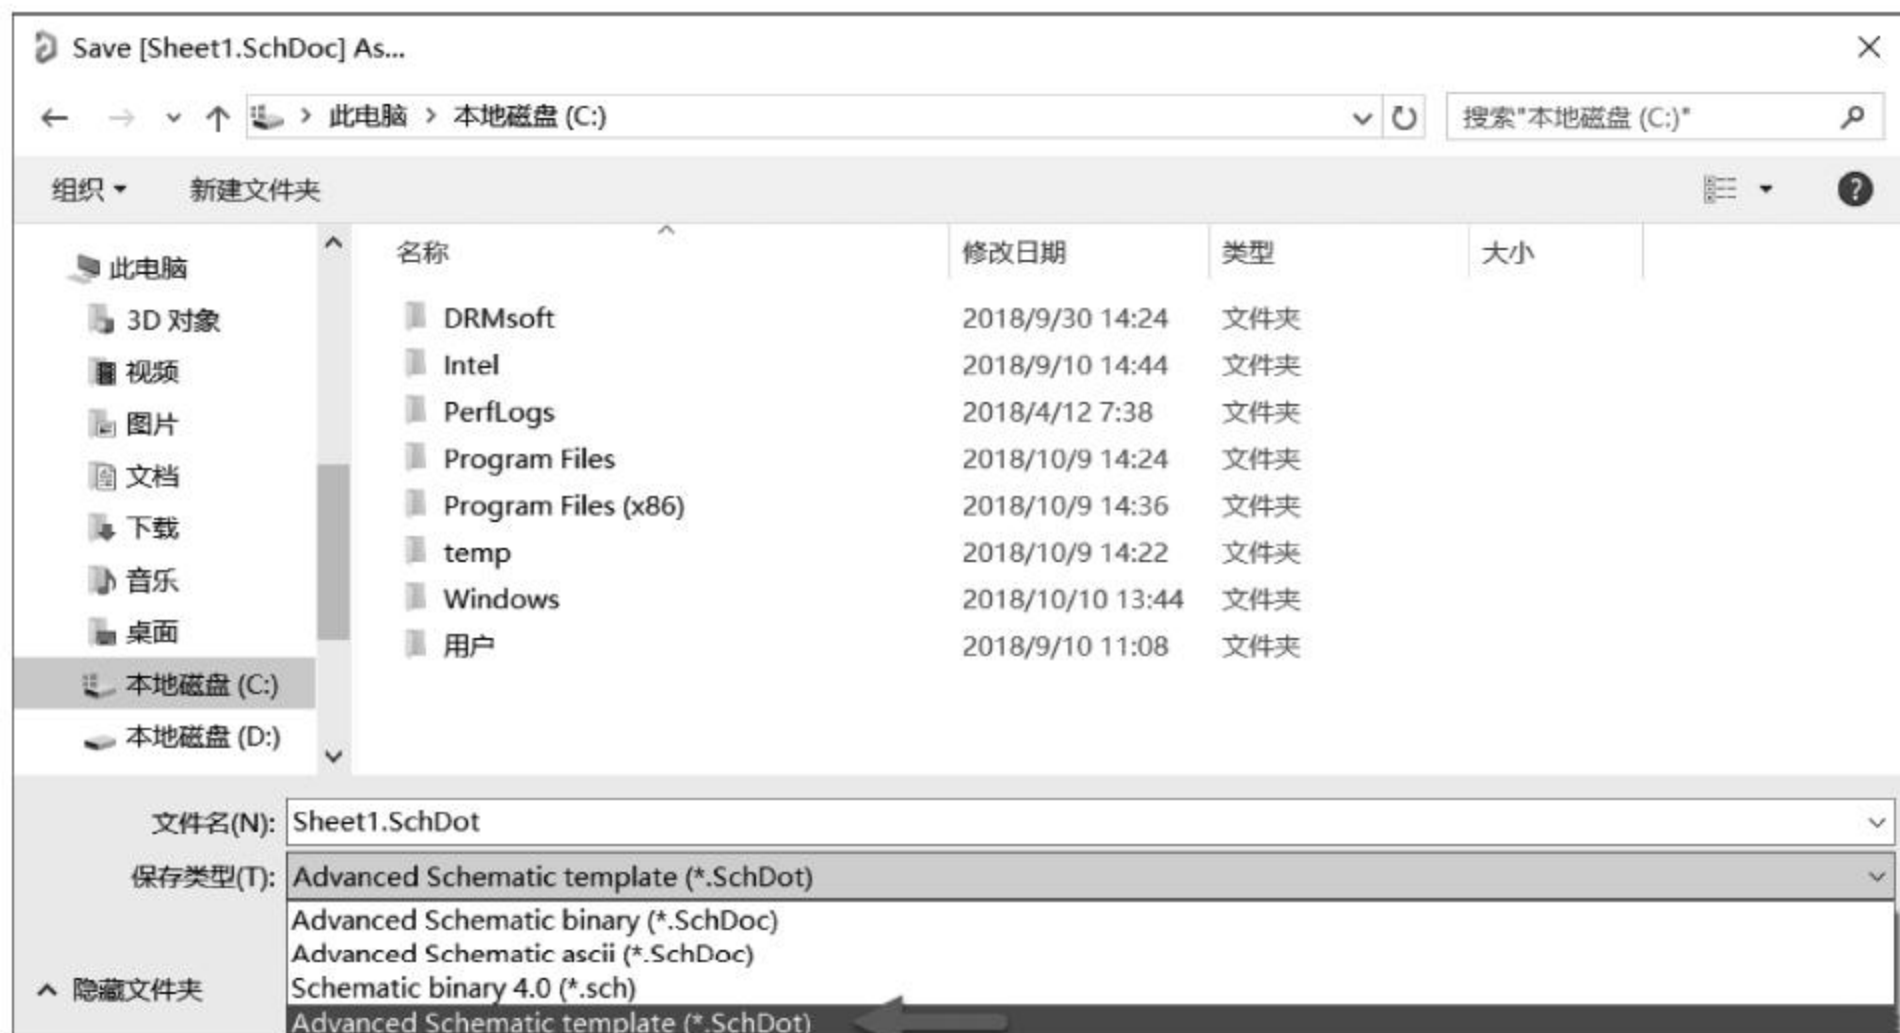 Save [Sheet1.SchDoc] As...
此电脑 > 本地磁盘 (C:)
搜索"本地磁盘 (C:)"
组织 新建文件夹
名称 修改日期 类型 大小
此电脑
3D 对象
视频
图片
文档
下载
音乐
桌面
本地磁盘 (C:)
本地磁盘 (D:)
DRMsoft 2018/9/30 14:24 文件夹
Intel 2018/9/10 14:44 文件夹
PerfLogs 2018/4/12 7:38 文件夹
Program Files 2018/10/9 14:24 文件夹
Program Files (x86) 2018/10/9 14:36 文件夹
temp 2018/10/9 14:22 文件夹
Windows 2018/10/10 13:44 文件夹
用户 2018/9/10 11:08 文件夹
文件名(N): Sheet1.SchDot
保存类型(T): Advanced Schematic template (*.SchDot)
Advanced Schematic binary (*.SchDoc)
Advanced Schematic ascii (*.SchDoc)
Schematic binary 4.0 (*.sch)
Advanced Schematic template (*.SchDot)
隐藏文件夹